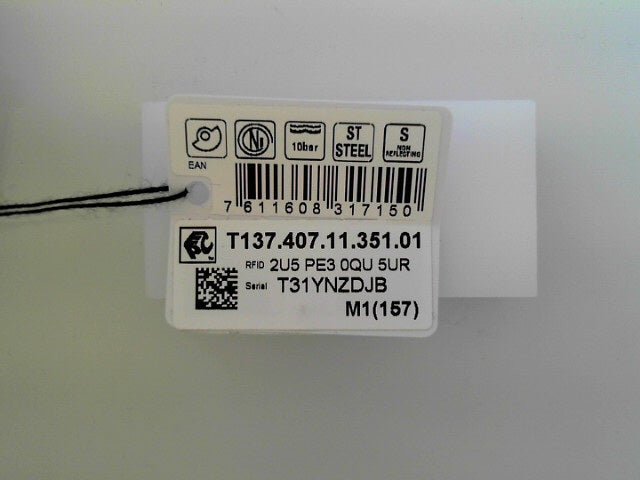 10bar
ST
STEEL
S
NON
REFLECTING
EAN
7 611608 317150
T137.407.11.351.01
RFID 2U5 PE3 0QU 5UR
Serial T31YNZDJB
M1(157)